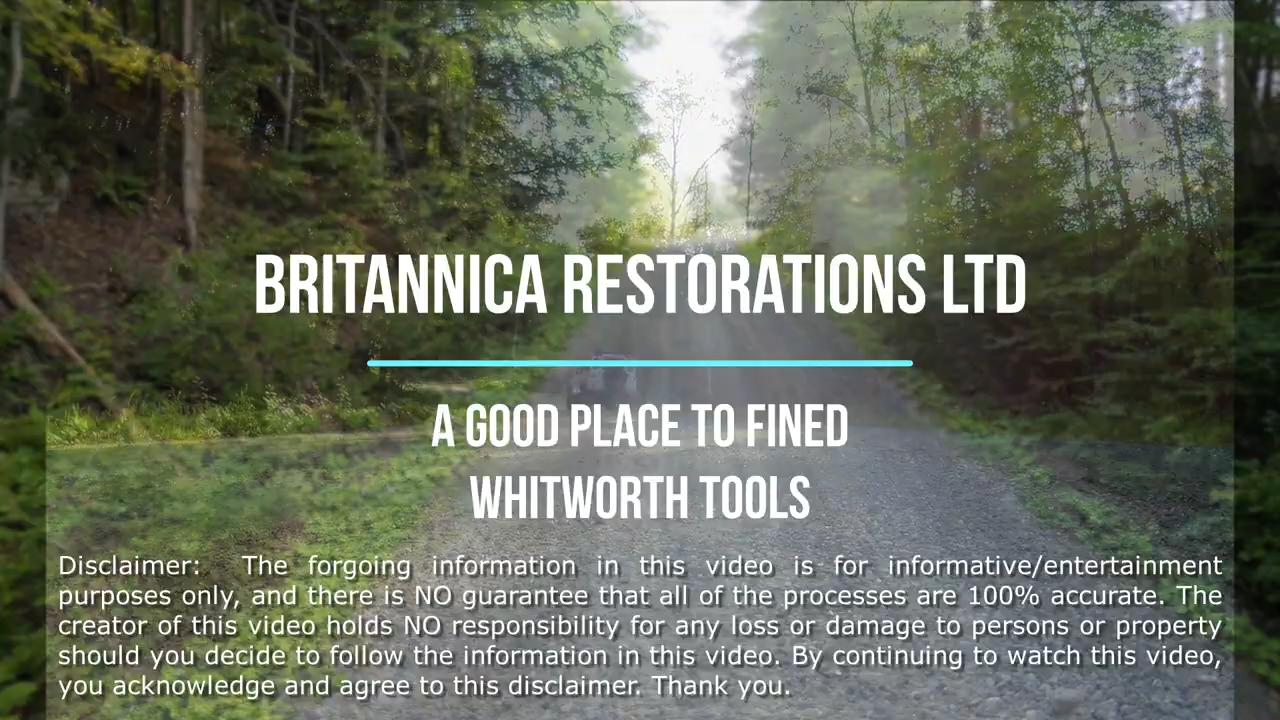 BRITANNICA RESTORATIONS LTD
A GOOD PLACE TO FINED
WHITWORTH TOOLS
Disclaimer: The forgoing information in this video is for informative/entertainment
purposes only, and there is NO guarantee that all of the processes are 100% accurate. The
creator of this video holds NO responsibility for any loss or damage to persons or property
should you decide to follow the information in this video. By continuing to watch this video,
you acknowledge and agree to this disclaimer. Thank you.